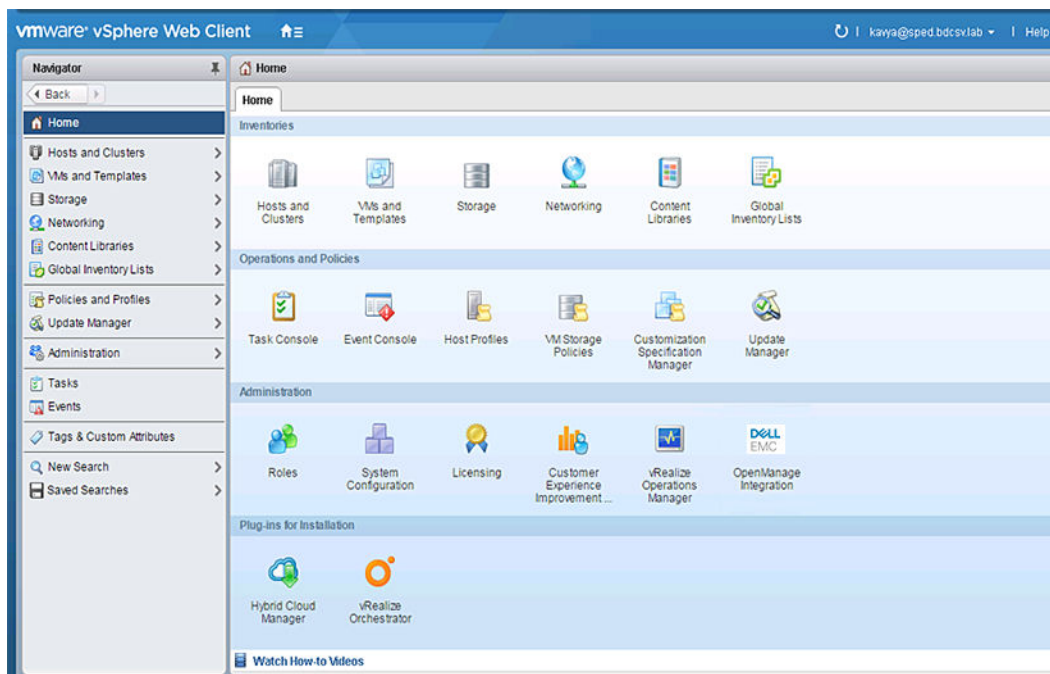 vmware® vSphere Web Client
kavya@sped.bdcsv.lab
Help
Navigator
Back
Home
Hosts and Clusters
VMs and Templates
Storage
Networking
Content Libraries
Global Inventory Lists
Policies and Profiles
Update Manager
Administration
Tasks
Events
Tags & Custom Attributes
New Search
Saved Searches
Home
Home
Inventories
Hosts and
Clusters
VMs and
Templates
Storage
Networking
Content
Libraries
Global
Inventory Lists
Operations and Policies
Task Console
Event Console
Host Profiles
VM Storage
Policies
Customization
Specification
Manager
Update
Manager
Administration
Roles
System
Configuration
Licensing
Customer
Experience
Improvement ...
vRealize
Operations
Manager
DELL
EMC
OpenManage
Integration
Plug-ins for Installation
Hybrid Cloud
Manager
vRealize
Orchestrator
Watch How-to Videos